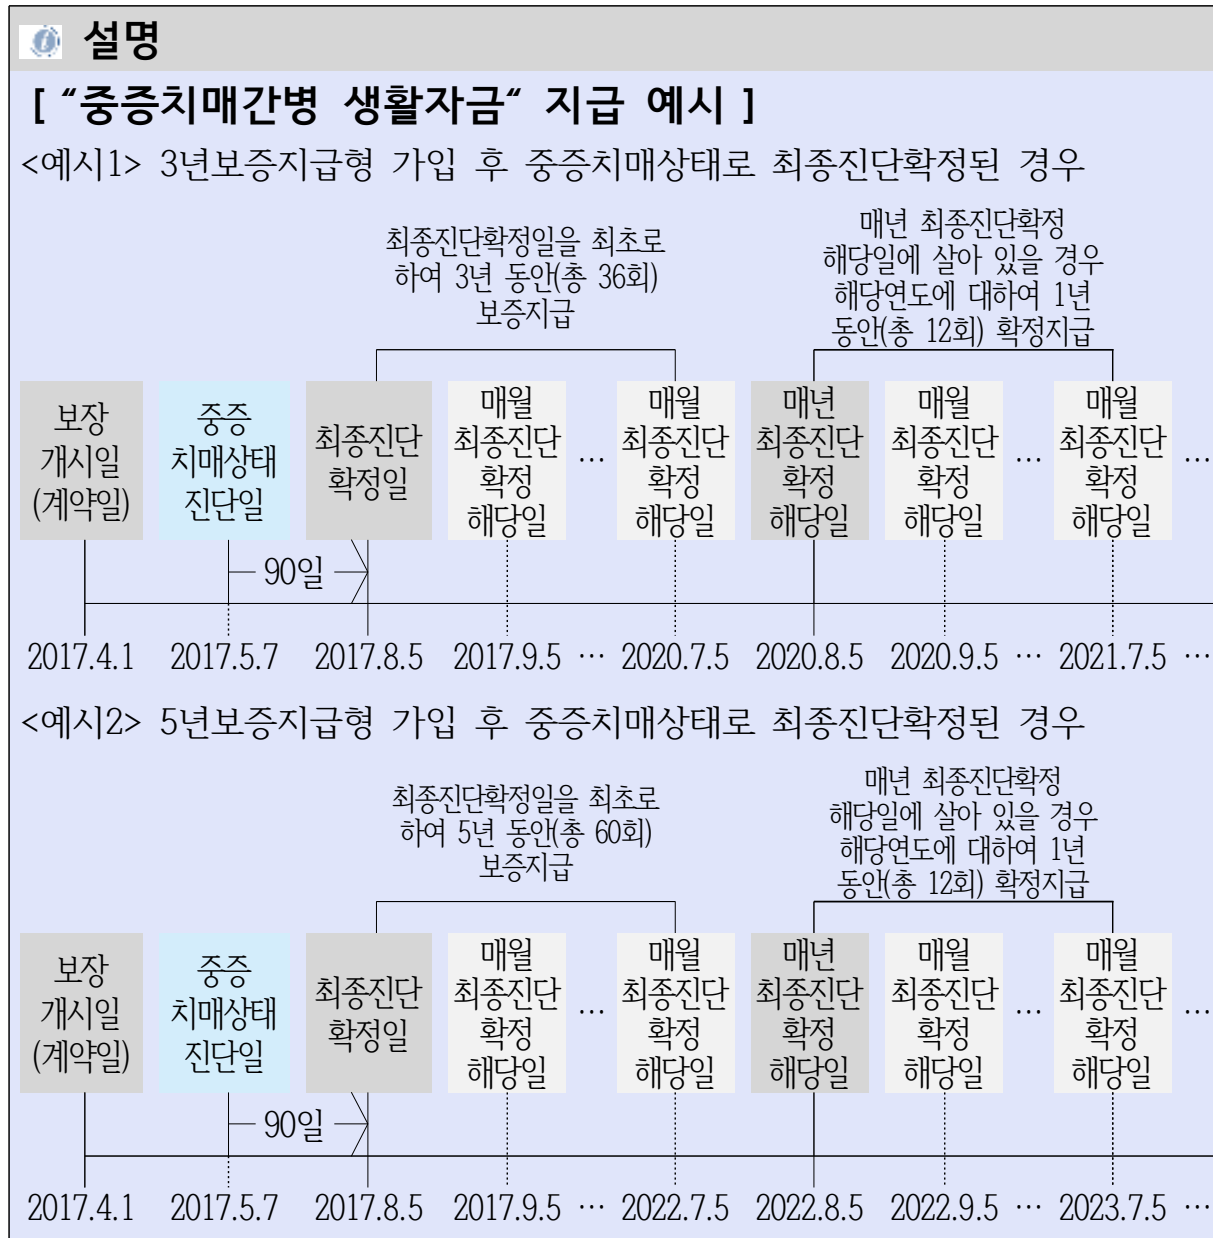 설명
[ “중증치매간병 생활자금“ 지급 예시 ]
<예시1> 3년보증지급형 가입 후 중증치매상태로 최종진단확정된 경우
최종진단확정일을 최초로
하여 3년 동안(총 36회)
보증지급
매년 최종진단확정
해당일에 살아 있을 경우
해당연도에 대하여 1년
동안(총 12회) 확정지급
보장
개시일
(계약일)
중증
치매상태
진단일
최종진단
확정일
매월
최종진단
확정
해당일
…
매월
최종진단
확정
해당일
매년
최종진단
확정
해당일
매월
최종진단
확정
해당일
…
매월
최종진단
확정
해당일
…
90일
2017.4.1 2017.5.7 2017.8.5 2017.9.5 … 2020.7.5 2020.8.5 2020.9.5 … 2021.7.5 …
<예시2> 5년보증지급형 가입 후 중증치매상태로 최종진단확정된 경우
최종진단확정일을 최초로
하여 5년 동안(총 60회)
보증지급
매년 최종진단확정
해당일에 살아 있을 경우
해당연도에 대하여 1년
동안(총 12회) 확정지급
보장
개시일
(계약일)
중증
치매상태
진단일
최종진단
확정일
매월
최종진단
확정
해당일
…
매월
최종진단
확정
해당일
매년
최종진단
확정
해당일
매월
최종진단
확정
해당일
…
매월
최종진단
확정
해당일
…
90일
2017.4.1 2017.5.7 2017.8.5 2017.9.5 … 2022.7.5 2022.8.5 2022.9.5 … 2023.7.5 …